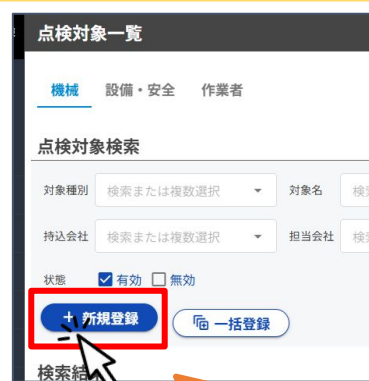 点検対象一覧
機械 設備・安全 作業者
点検対象検索
対象種別 検索または複数選択 対象名
持込会社 検索または複数選択 担当会社
状態 有効 無効
+ 新規登録 一括登録
検索結